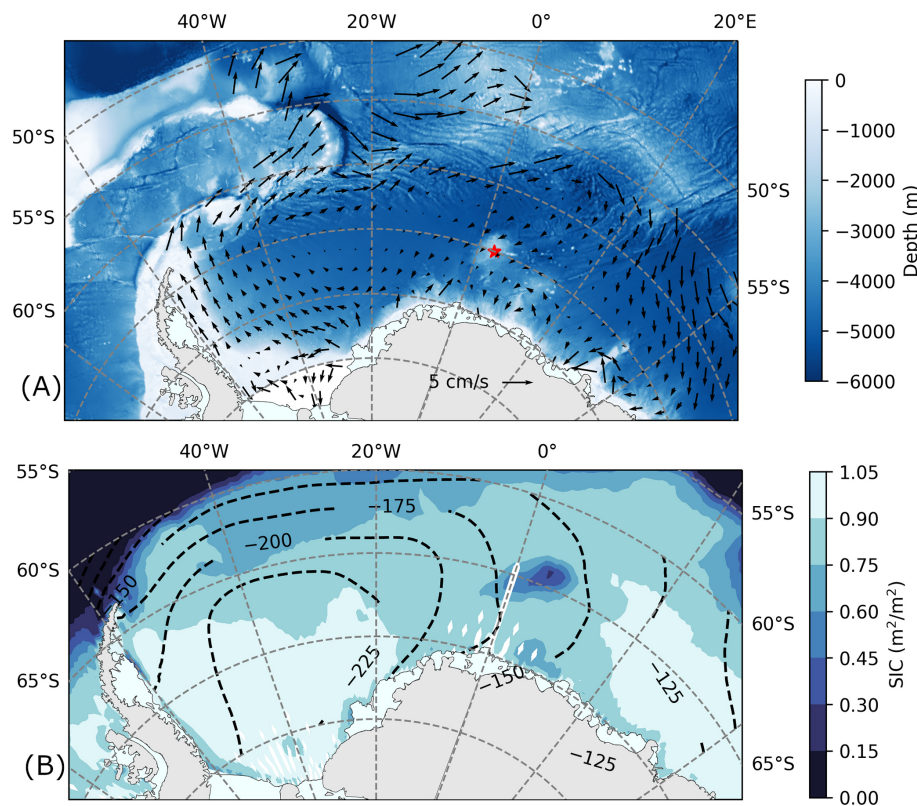 40°W 20°W 0° 20°E
50°S
55°S
60°S
50°S
55°S
5 cm/s
(A)
0
−1000
−2000
−3000
−4000
−5000
−6000
Depth (m)
40°W 20°W 0°
55°S
60°S
65°S
55°S
60°S
65°S
−175
−200
−150
−225
−150
−125
−125
(B)
1.05
0.90
0.75
0.60
0.45
0.30
0.15
0.00
SIC (m²/m²)